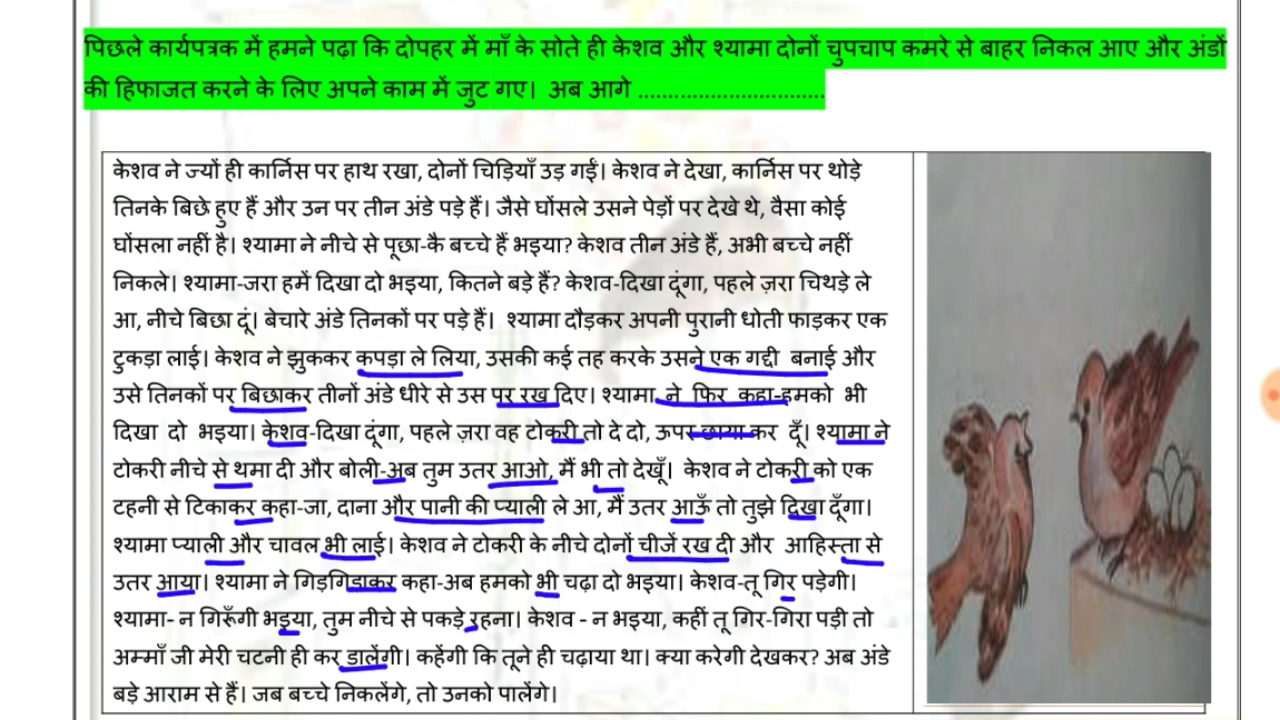 पिछले कार्यपत्रक में हमने पढ़ा कि दोपहर में माँ के सोते ही केशव और श्यामा दोनों चुपचाप कमरे से बाहर निकल आए और अंडों
की हिफाजत करने के लिए अपने काम में जुट गए। अब आगे ...............................
केशव ने ज्यों ही कार्निस पर हाथ रखा, दोनों चिड़ियाँ उड़ गईं। केशव ने देखा, कार्निस पर थोड़े
तिनके बिछे हुए हैं और उन पर तीन अंडे पड़े हैं। जैसे घोंसले उसने पेड़ों पर देखे थे, वैसा कोई
घोंसला नहीं है। श्यामा ने नीचे से पूछा-कै बच्चे हैं भइया? केशव तीन अंडे हैं, अभी बच्चे नहीं
निकले। श्यामा-जरा हमें दिखा दो भइया, कितने बड़े हैं? केशव-दिखा दूंगा, पहले ज़रा चिथड़े ले
आ, नीचे बिछा दूं। बेचारे अंडे तिनकों पर पड़े हैं। श्यामा दौड़कर अपनी पुरानी धोती फाड़कर एक
टुकड़ा लाई। केशव ने झुककर कपड़ा ले लिया, उसकी कई तह करके उसने एक गद्दी बनाई और
उसे तिनकों पर बिछाकर तीनों अंडे धीरे से उस पर रख दिए। श्यामा ने फिर कहा-हमको भी
दिखा दो भइया। केशव-दिखा दूंगा, पहले ज़रा वह टोकरी तो दे दो, ऊपर छाया कर दूँ। श्यामा ने
टोकरी नीचे से थमा दी और बोली-अब तुम उतर आओ, मैं भी तो देखूँ। केशव ने टोकरी को एक
टहनी से टिकाकर कहा-जा, दाना और पानी की प्याली ले आ, मैं उतर आऊँ तो तुझे दिखा दूँगा।
श्यामा प्याली और चावल भी लाई। केशव ने टोकरी के नीचे दोनों चीजें रख दी और आहिस्ता से
उतर आया। श्यामा ने गिड़गिडाकर कहा-अब हमको भी चढ़ा दो भइया। केशव-तू गिर पड़ेगी।
श्यामा- न गिरूँगी भइया, तुम नीचे से पकड़े रहना। केशव - न भइया, कहीं तू गिर-गिरा पड़ी तो
अम्माँ जी मेरी चटनी ही कर डालेंगी। कहेंगी कि तूने ही चढ़ाया था। क्या करेगी देखकर? अब अंडे
बड़े आराम से हैं। जब बच्चे निकलेंगे, तो उनको पालेंगे।